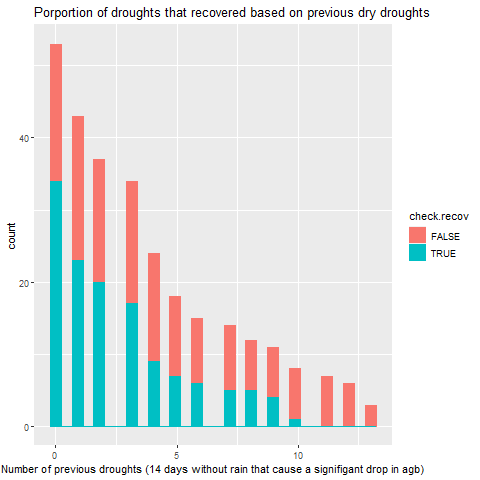 Porportion of droughts that recovered based on previous dry droughts
40
20
0
count
0
5
10
Number of previous droughts (14 days without rain that cause a signifigant drop in agb)
check.recov
FALSE
TRUE